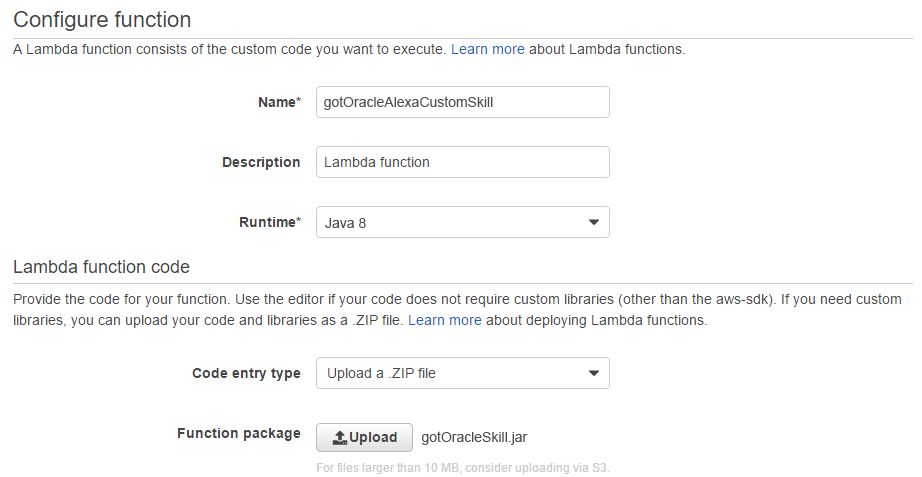 Configure function
A Lambda function consists of the custom code you want to execute. Learn more about Lambda functions.
Name* gotOracleAlexaCustomSkill
Description Lambda function
Runtime* Java 8
Lambda function code
Provide the code for your function. Use the editor if your code does not require custom libraries (other than the aws-sdk). If you need custom
libraries, you can upload your code and libraries as a .ZIP file. Learn more about deploying Lambda functions.
Code entry type Upload a .ZIP file
Function package Upload gotOracleSkill.jar
For files larger than 10 MB, consider uploading via S3.